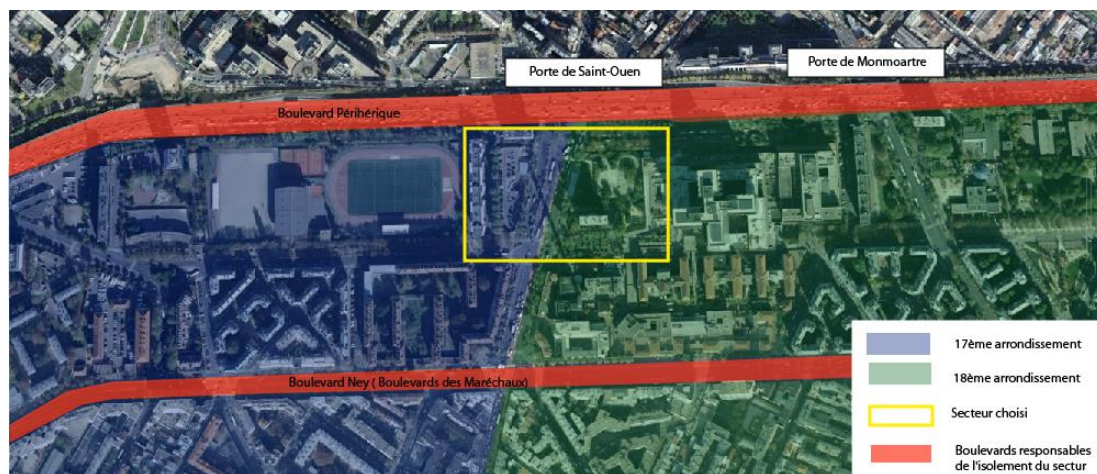 Porte de Saint-Ouen
Porte de Monmoartre
Boulevard Périhérique
Boulevard Ney ( Boulevards des Maréchaux)
17ème arrondissement
18ème arrondissement
Secteur choisi
Boulevards responsables
de l'isolement du sectur